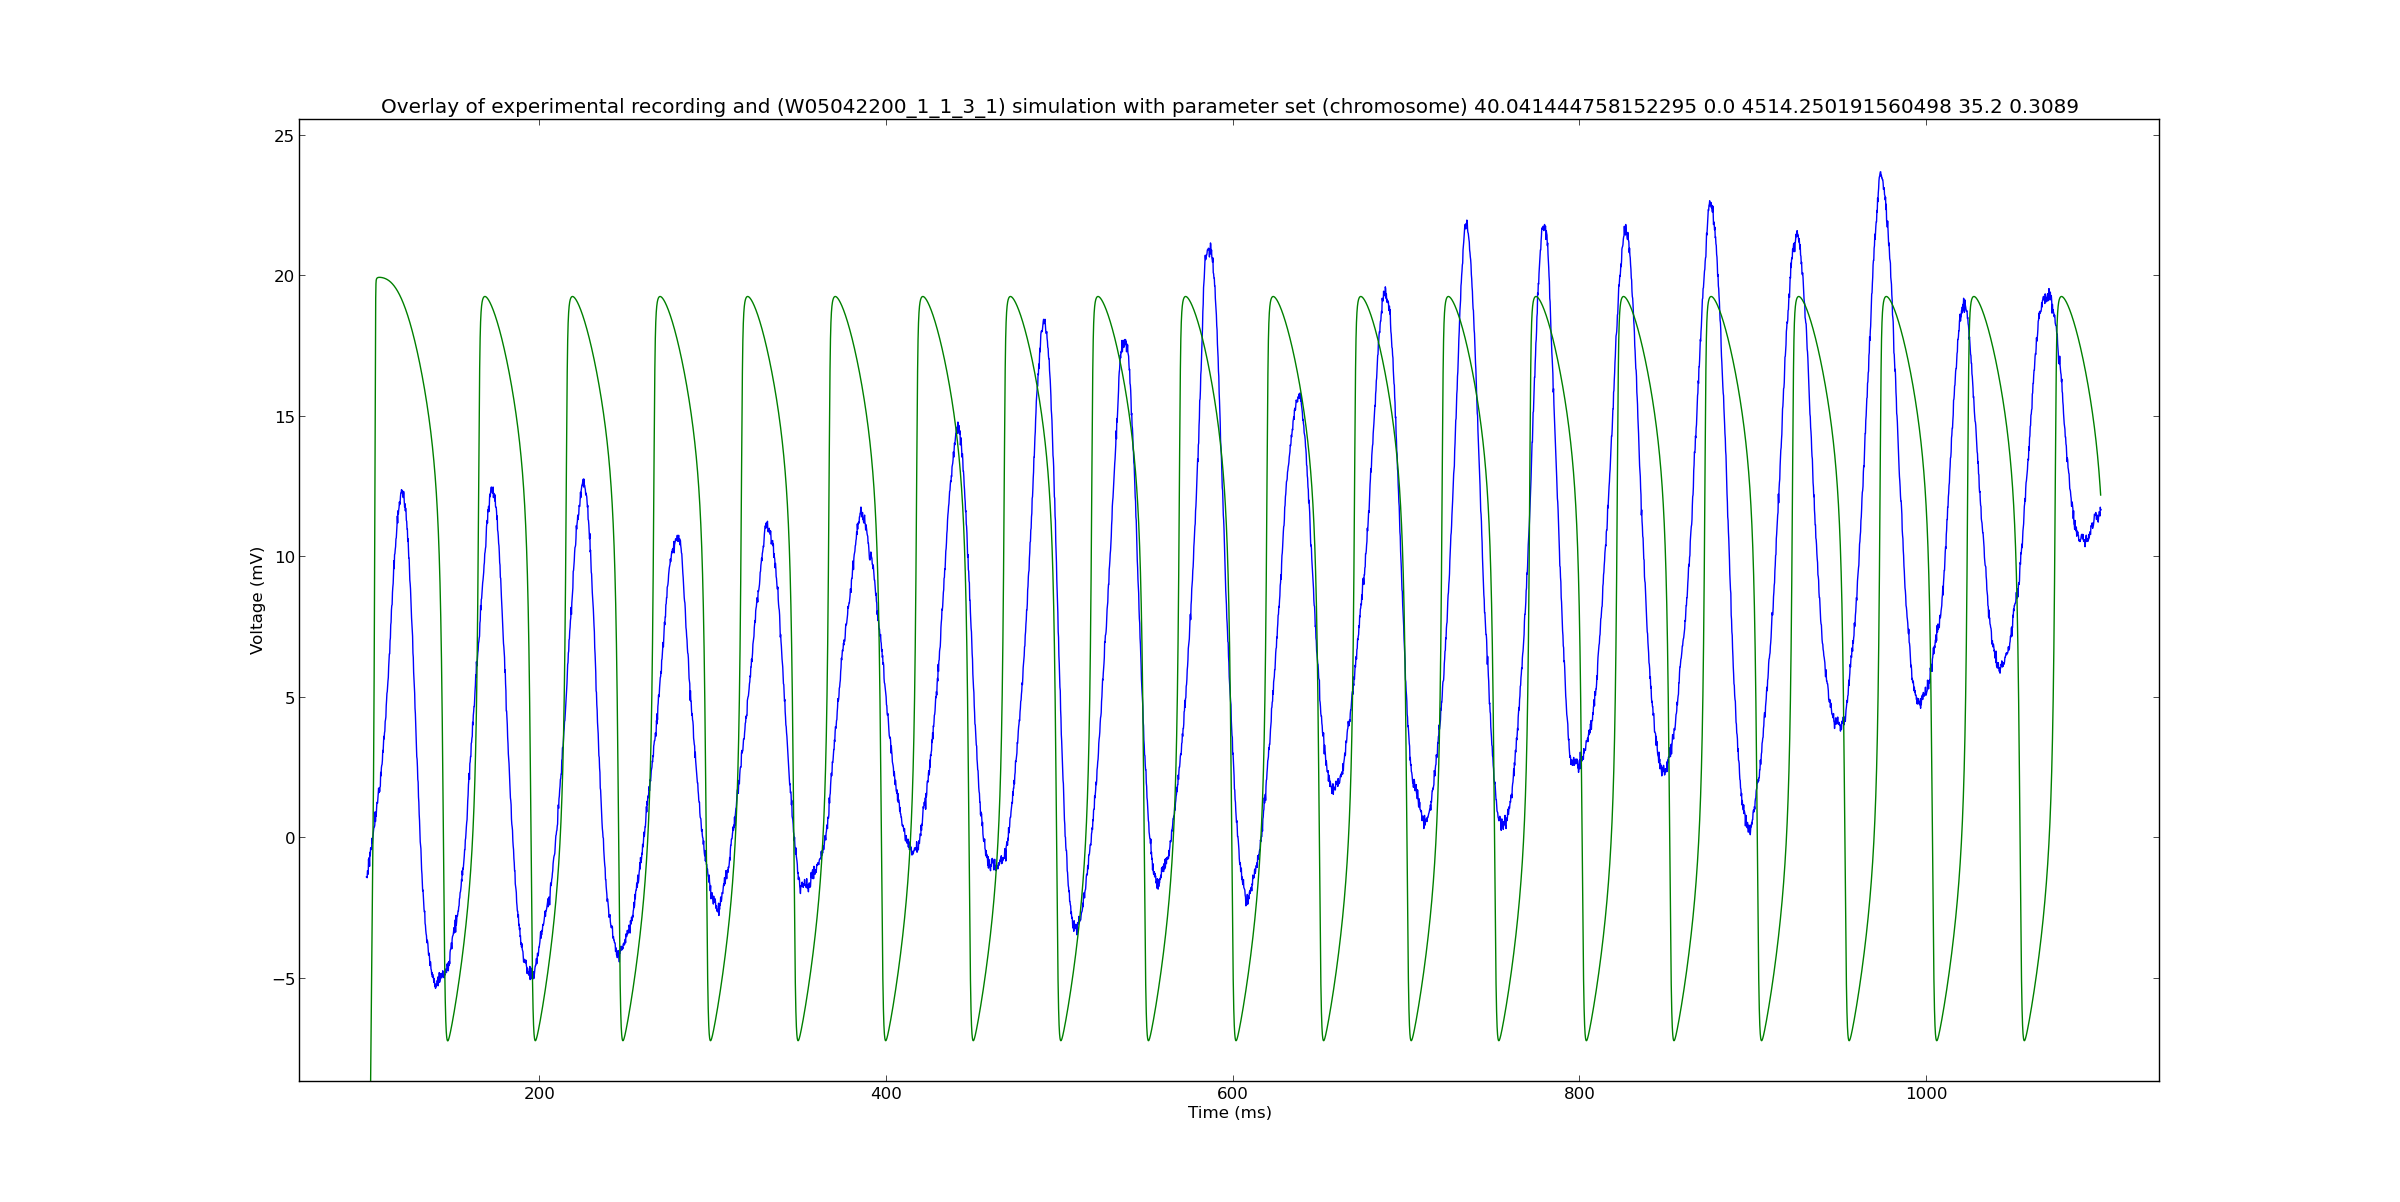 Overlay of experimental recording and (W05042200_1_1_3_1) simulation with parameter set (chromosome) 40.041444758152295 0.0 4514.250191560498 35.2 0.3089
25
20
15
10
5
0
−5
Voltage (mV)
200 400 600 800 1000
Time (ms)